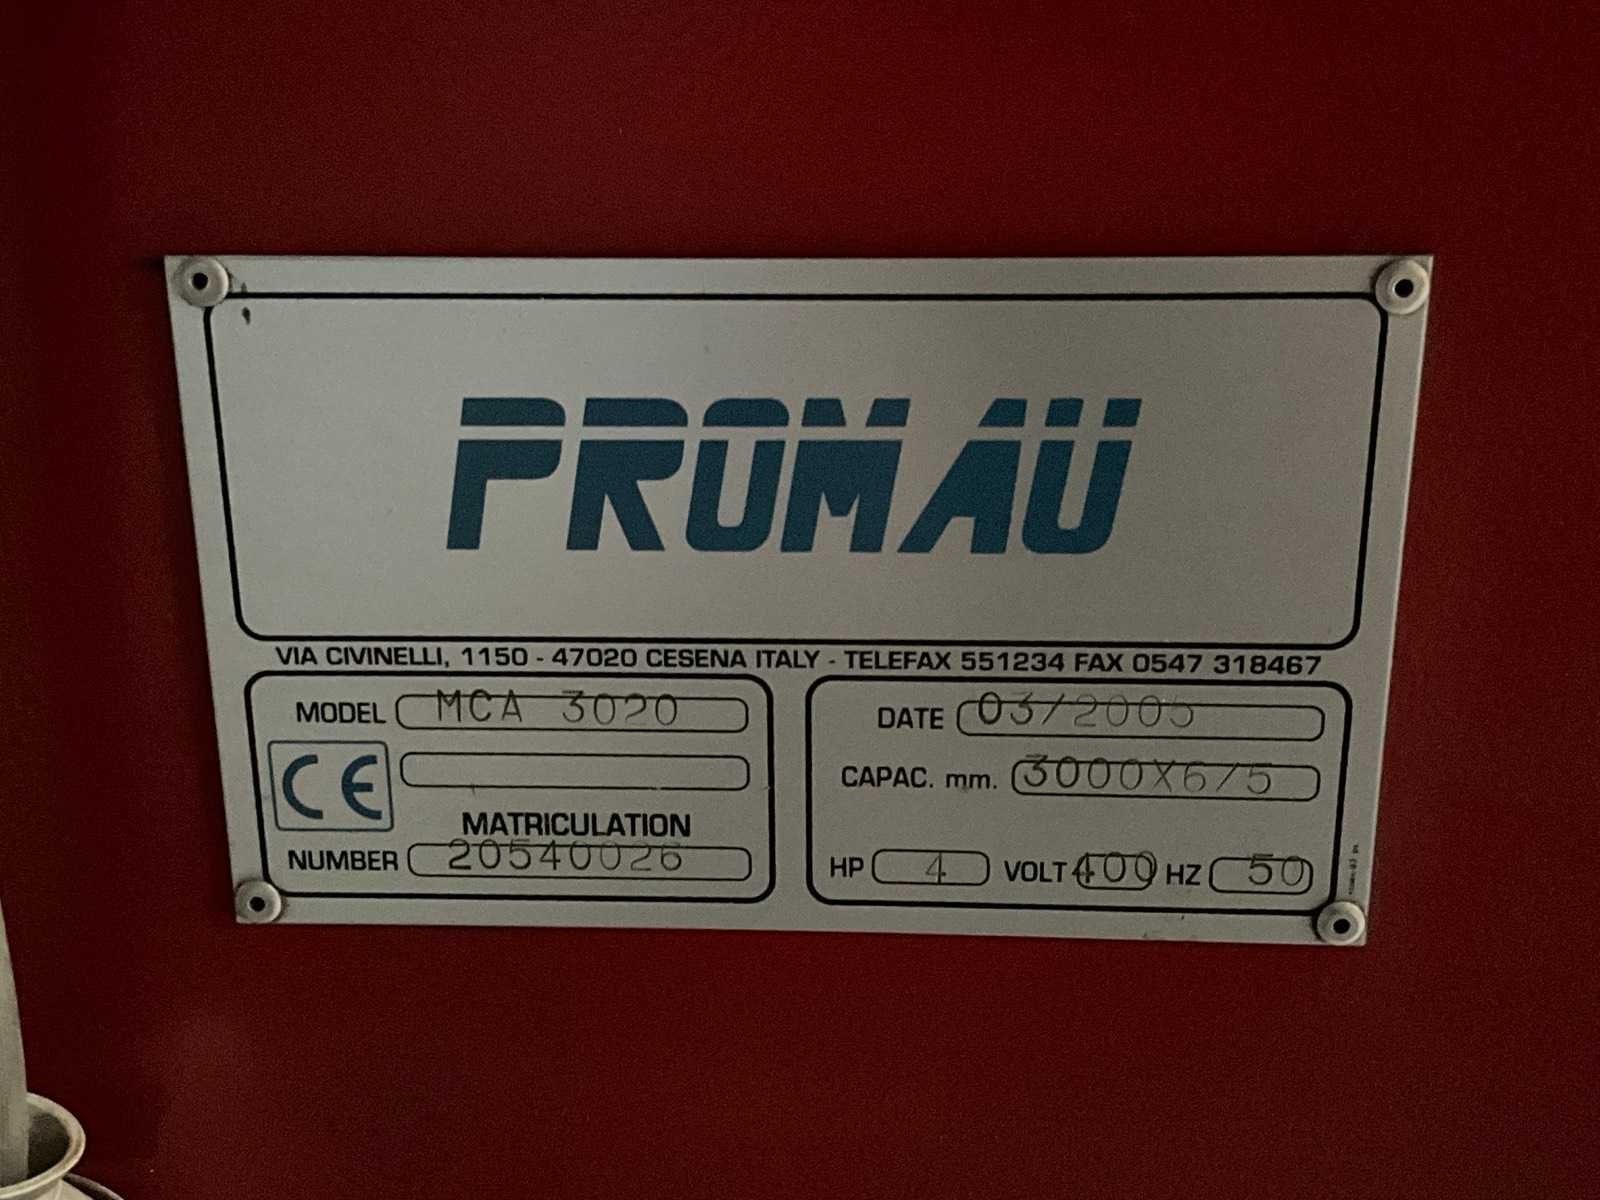 PROMAU
VIA CIVINELLI, 1150 - 47020 CESENA ITALY - TELEFAX 551234 FAX 0547 318467
MODEL MCA 3020
CE
MATRICULATION
NUMBER 20540026
DATE 03/2005
CAPAC. mm. 3000X6/5
HP 4 VOLT 400 HZ 50